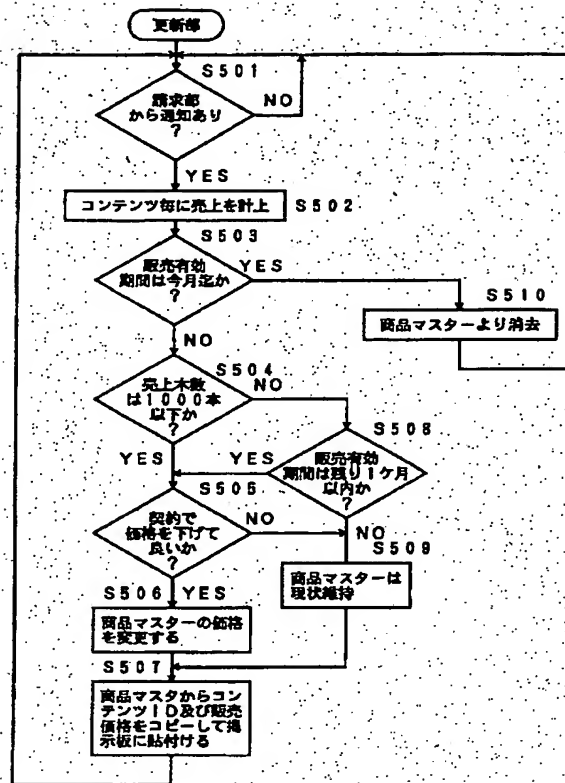 更新部
S501
請求部
から通知あり
?
NO
YES
コンテンツ毎に売上を計上
S502
S503
販売有効
期間は今月迄か
?
YES
NO
S510
商品マスターより消去
S504
売上本数
は1000本
以下か
?
NO
YES
S508
販売有効
期間は残り1ケ月
以内か
?
YES
NO
S505
契約で
価格を下げて
良いか
?
NO
YES
S509
商品マスターは
現状維持
S506
商品マスターの価格
を変更する
S507
商品マスタからコン
テンツID及び販売
価格をコピーして掲
示板に貼付ける